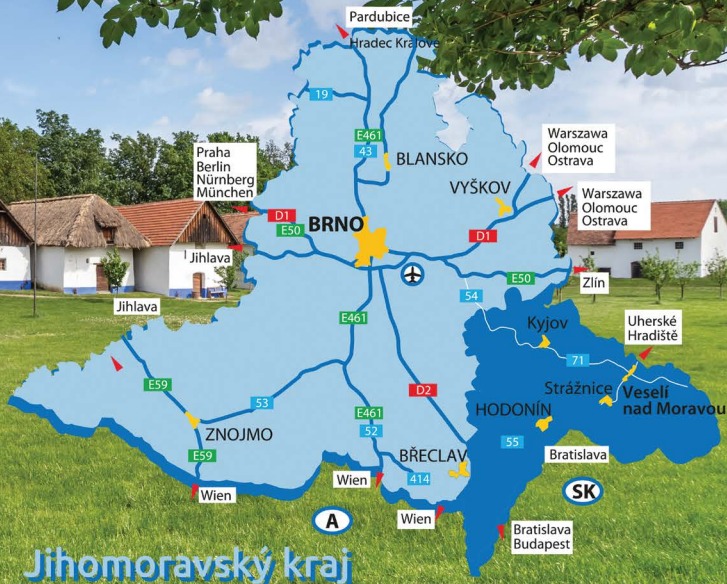 Pardubice
Hradec Králové
19
E461
43
BLANSKO
Warszawa
Olomouc
Ostrava
VYŠKOV
Praha
Berlin
Nürnberg
München
Warszawa
Olomouc
Ostrava
D1
E50
BRNO
D1
Jihlava
E50
Zlín
54
Jihlava
E461
Kyjov
Uherské
Hradiště
71
E59
D2
Strážnice
Veselí
nad Moravou
53
E461
HODONÍN
ZNOJMO
52
55
E59
BŘECLAV
Bratislava
414
Wien
Wien
SK
A
Wien
Bratislava
Budapest
Jihomoravský kraj